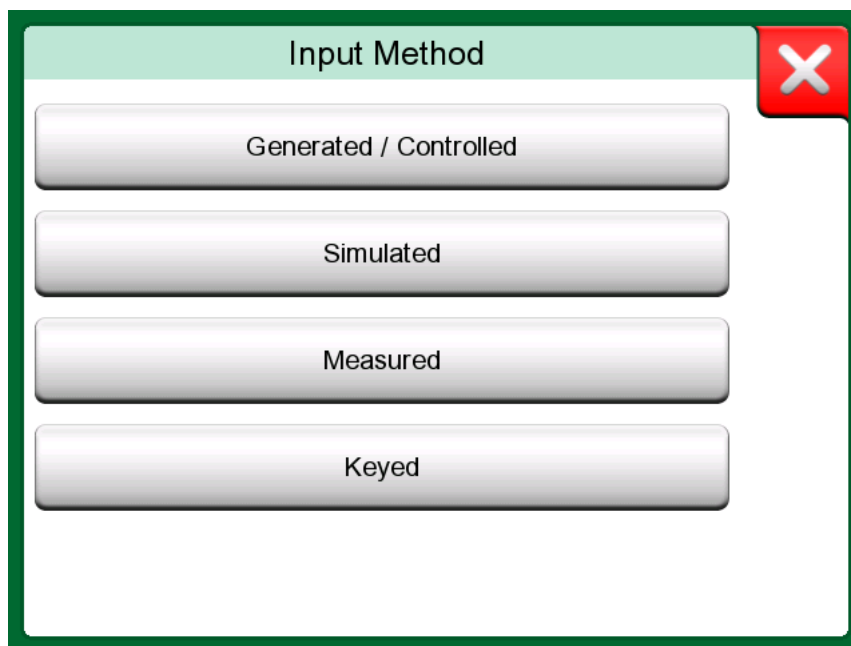 Input Method
Generated / Controlled
Simulated
Measured
Keyed